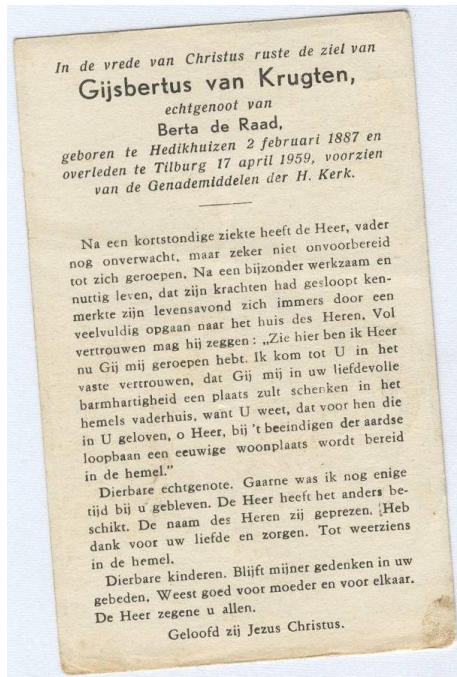 In de vrede van Christus ruste de ziel van
Gijsbertus van Krugten,
echtgenoot van
Berta de Raad,
geboren te Hedikhuizen 2 februari 1887 en
overleden te Tilburg 17 april 1959, voorzien
van de Genademiddelen der H. Kerk.
Na een kortstondige ziekte heeft de Heer, vader
nog onverwacht, maar zeker niet onvoorbereid
tot zich geroepen. Na een bijzonder werkzaam en
nuttig leven, dat zijn krachten had gesloopt ken-
merkte zijn levensavond zich immers door een
veelvuldig opgaan naar het huis des Heren. Vol
vertrouwen mag hij zeggen: „Zie hier ben ik Heer
nu Gij mij geroepen hebt. Ik kom tot U in het
vaste vertrouwen, dat Gij mij in uw liefdevolle
barmhartigheid een plaats zult schenken in het
hemels vaderhuis, want U weet, dat voor hen die
in U geloven, o Heer, bij 't beeindigen der aardse
loopbaan een eeuwige woonplaats wordt bereid
in de hemel.”
Dierbare echtgenote. Gaarne was ik nog enige
tijd bij u gebleven. De Heer heeft het anders be-
schikt. De naam des Heren zij geprezen. Heb
dank voor uw liefde en zorgen. Tot weerziens
in de hemel.
Dierbare kinderen. Blijft mijner gedenken in uw
gebeden. Weest goed voor moeder en voor elkaar.
De Heer zegene u allen.
Geloofd zij Jezus Christus.